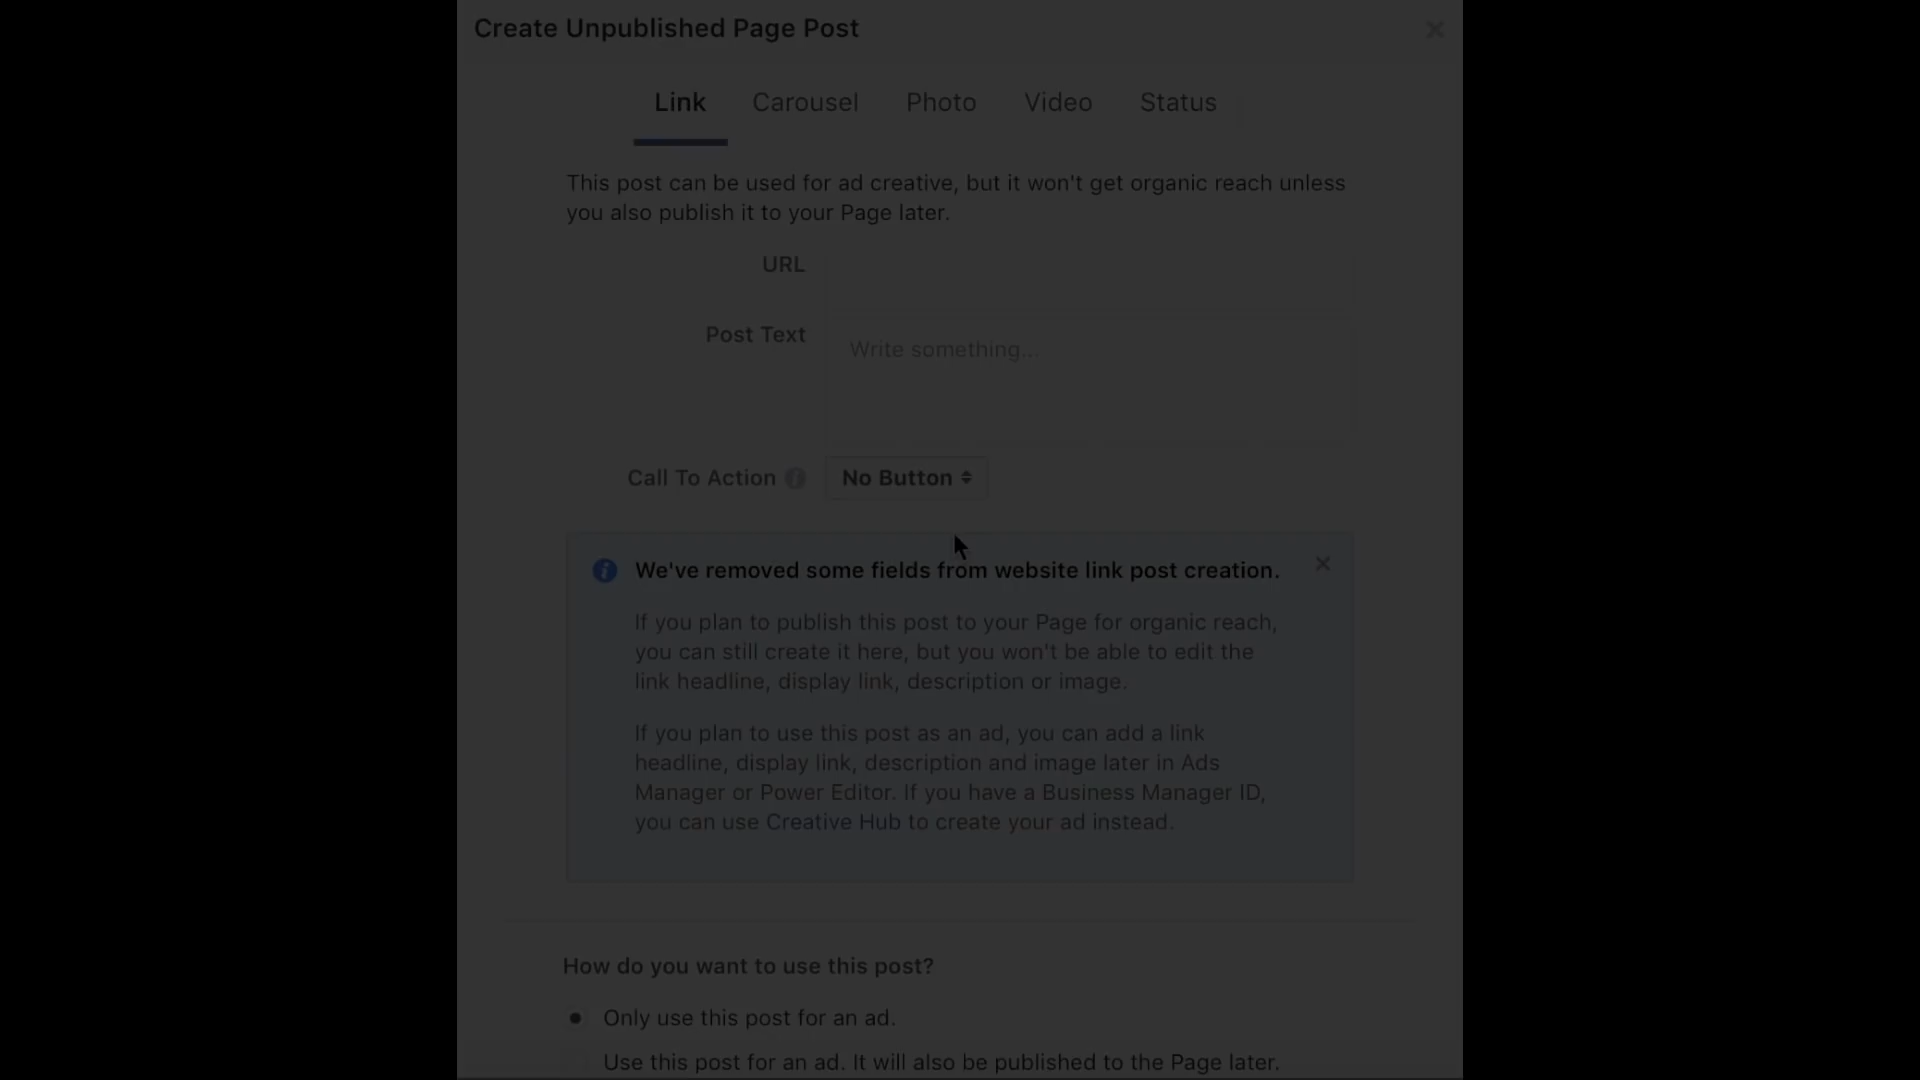 Create Unpublished Page Post
Link Carousel Photo Video Status
This post can be used for ad creative, but it won't get organic reach unless
you also publish it to your Page later.
URL
Post Text
Write something...
Call To Action
No Button
We've removed some fields from website link post creation.
If you plan to publish this post to your Page for organic reach,
you can still create it here, but you won't be able to edit the
link headline, display link, description or image.
If you plan to use this post as an ad, you can add a link
headline, display link, description and image later in Ads
Manager or Power Editor. If you have a Business Manager ID,
you can use Creative Hub to create your ad instead.
How do you want to use this post?
Only use this post for an ad.
Use this post for an ad. It will also be published to the Page later.